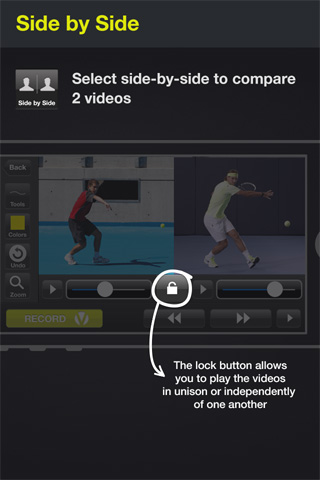 Side by Side
Select side-by-side to compare
2 videos
Side by Side
Back
Tools
Colors
Undo
Zoom
RECORD
The lock button allows
you to play the videos
in unison or independently
of one another